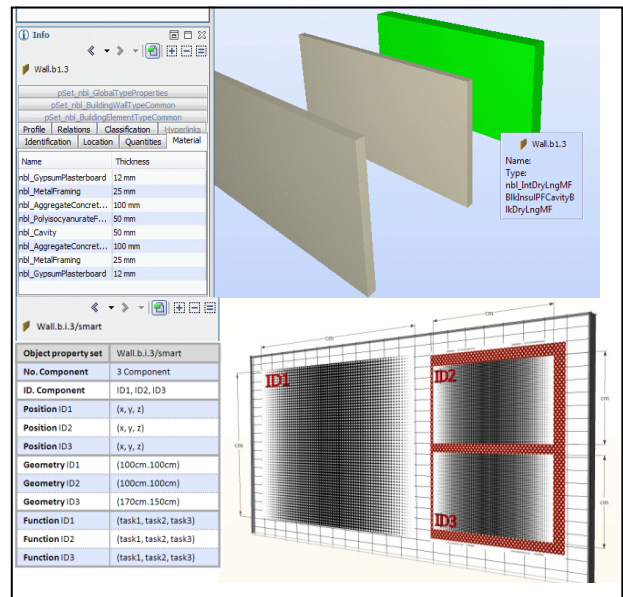 Info
Wall.b1.3
pSet_nbl_GlobalTypeProperties
pSet_nbl_BuildingWallTypeCommon
pSet_nbl_BuildingElementTypeCommon
Profile Relations Classification Hyperlinks
Identification Location Quantities Material
Name Thickness
nbl_GypsumPlasterboard 12 mm
nbl_MetalFraming 25 mm
nbl_AggregateConcret... 100 mm
nbl_PolyisocyanurateF... 50 mm
nbl_Cavity 50 mm
nbl_AggregateConcret... 100 mm
nbl_MetalFraming 25 mm
nbl_GypsumPlasterboard 12 mm
Wall.b1.3
Name:
Type:
nbl_IntDryLngMF
BlkInsulPFCavityB
lkDryLngMF
Wall.b.i.3/smart
Object property set Wall.b.i.3/smart
No. Component 3 Component
ID. Component ID1, ID2, ID3
Position ID1 (x, y, z)
Position ID2 (x, y, z)
Position ID3 (x, y, z)
Geometry ID1 (100cm.100cm)
Geometry ID2 (100cm.100cm)
Geometry ID3 (170cm.150cm)
Function ID1 (task1, task2, task3)
Function ID2 (task1, task2, task3)
Function ID3 (task1, task2, task3)
cm
cm
ID1
cm
ID2
cm
ID3
cm